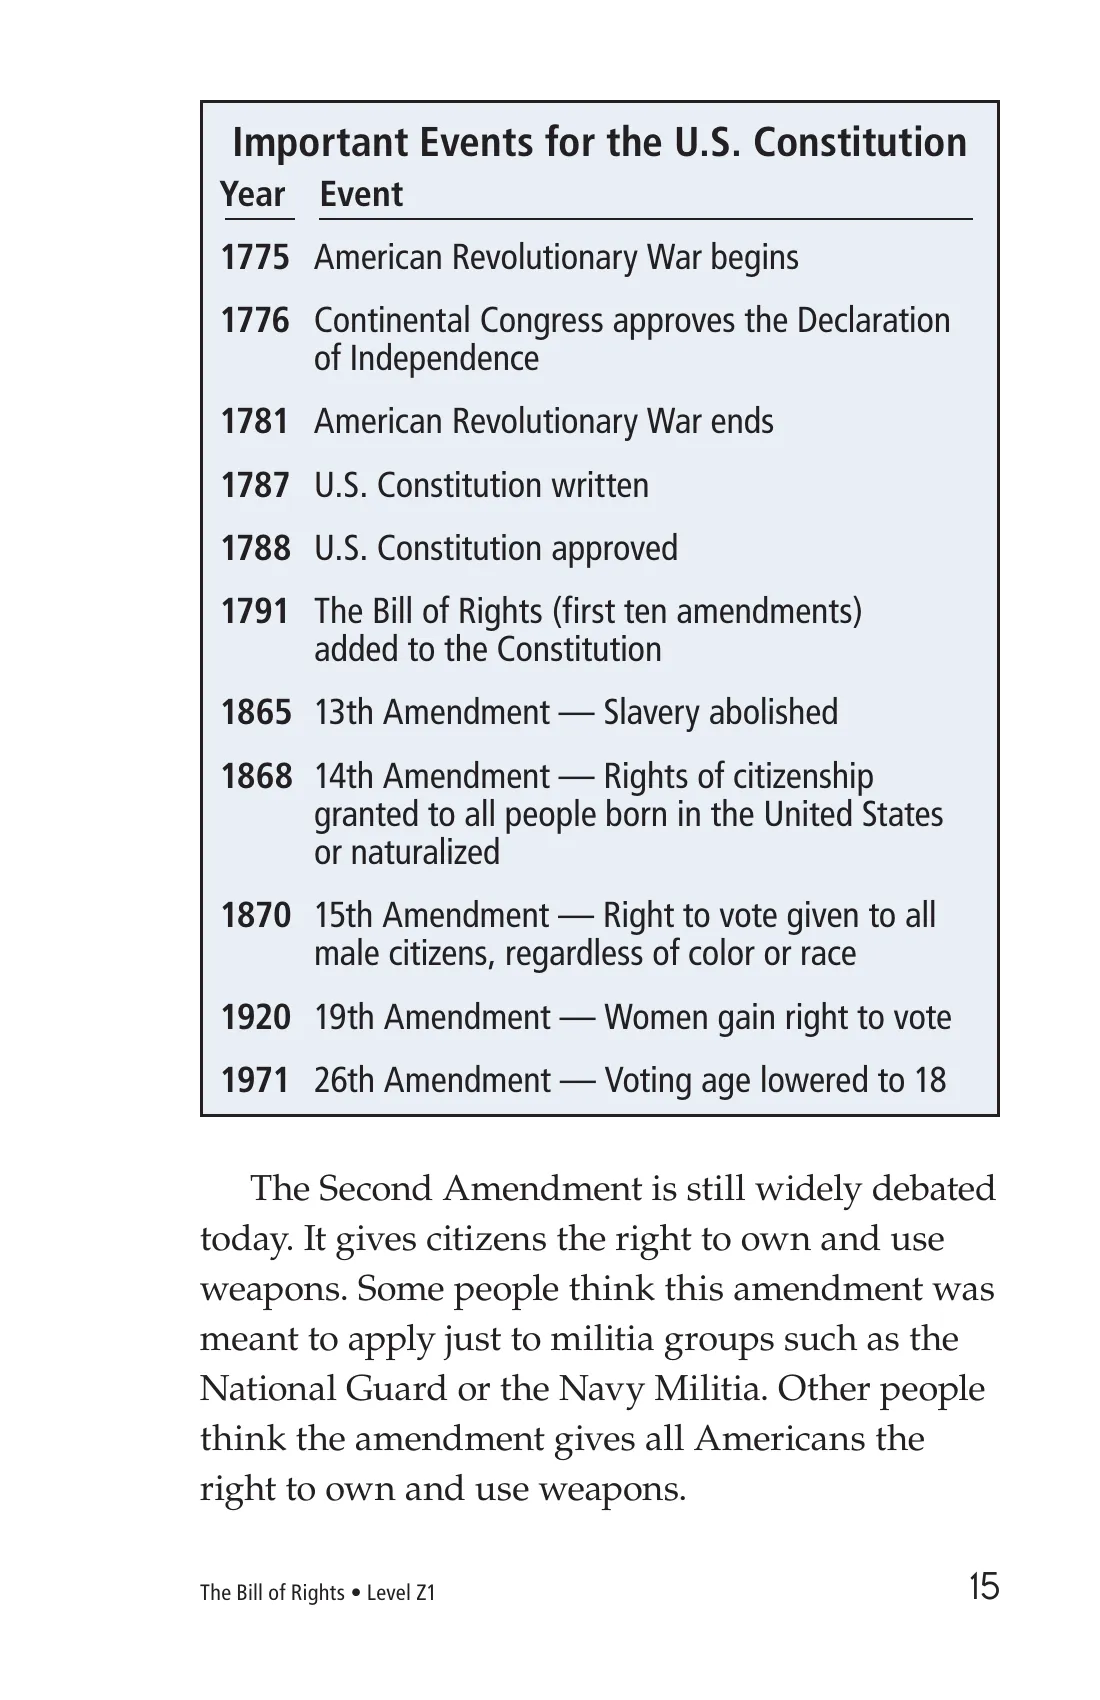 Important Events for the U.S. Constitution
Year Event
1775 American Revolutionary War begins
1776 Continental Congress approves the Declaration
of Independence
1781 American Revolutionary War ends
1787 U.S. Constitution written
1788 U.S. Constitution approved
1791 The Bill of Rights (first ten amendments)
added to the Constitution
1865 13th Amendment — Slavery abolished
1868 14th Amendment — Rights of citizenship
granted to all people born in the United States
or naturalized
1870 15th Amendment — Right to vote given to all
male citizens, regardless of color or race
1920 19th Amendment — Women gain right to vote
1971 26th Amendment — Voting age lowered to 18
The Second Amendment is still widely debated
today. It gives citizens the right to own and use
weapons. Some people think this amendment was
meant to apply just to militia groups such as the
National Guard or the Navy Militia. Other people
think the amendment gives all Americans the
right to own and use weapons.
The Bill of Rights • Level Z1 15